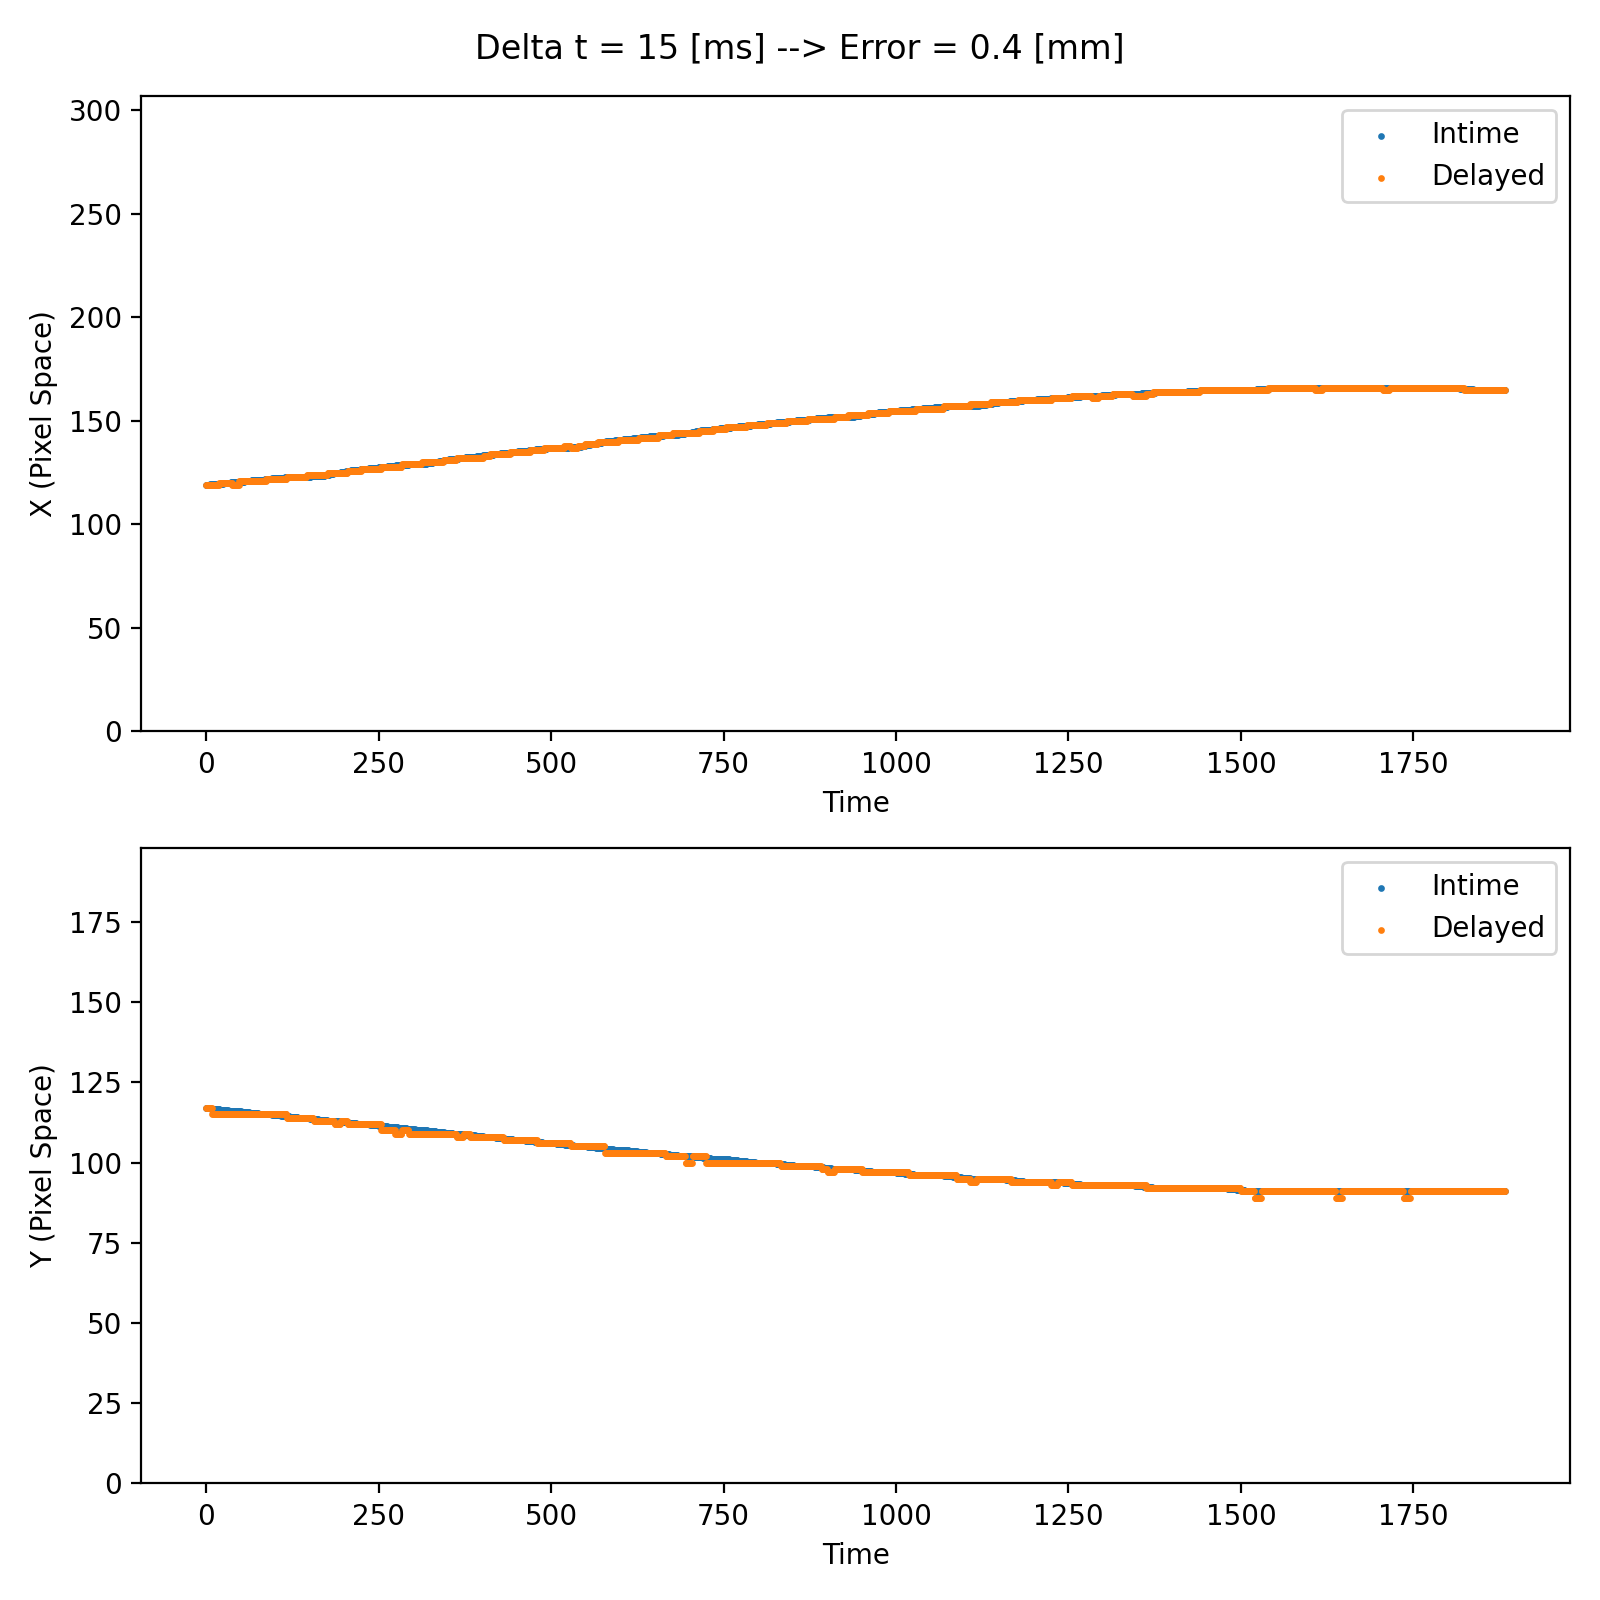 Delta t = 15 [ms] --> Error = 0.4 [mm]
300
250
200
150
100
50
0
X (Pixel Space)
Intime
Delayed
0 250 500 750 1000 1250 1500 1750
Time
175
150
125
100
75
50
25
0
Y (Pixel Space)
Intime
Delayed
0 250 500 750 1000 1250 1500 1750
Time